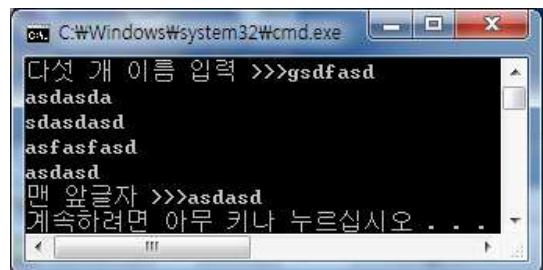 C:₩Windows₩system32₩cmd.exe
다섯 개 이름 입력 >>>gsdfasd
asdasda
sdasdasd
asfasfasd
asdasd
맨 앞글자 >>>asdasd
계속하려면 아무 키나 누르십시오 . . .